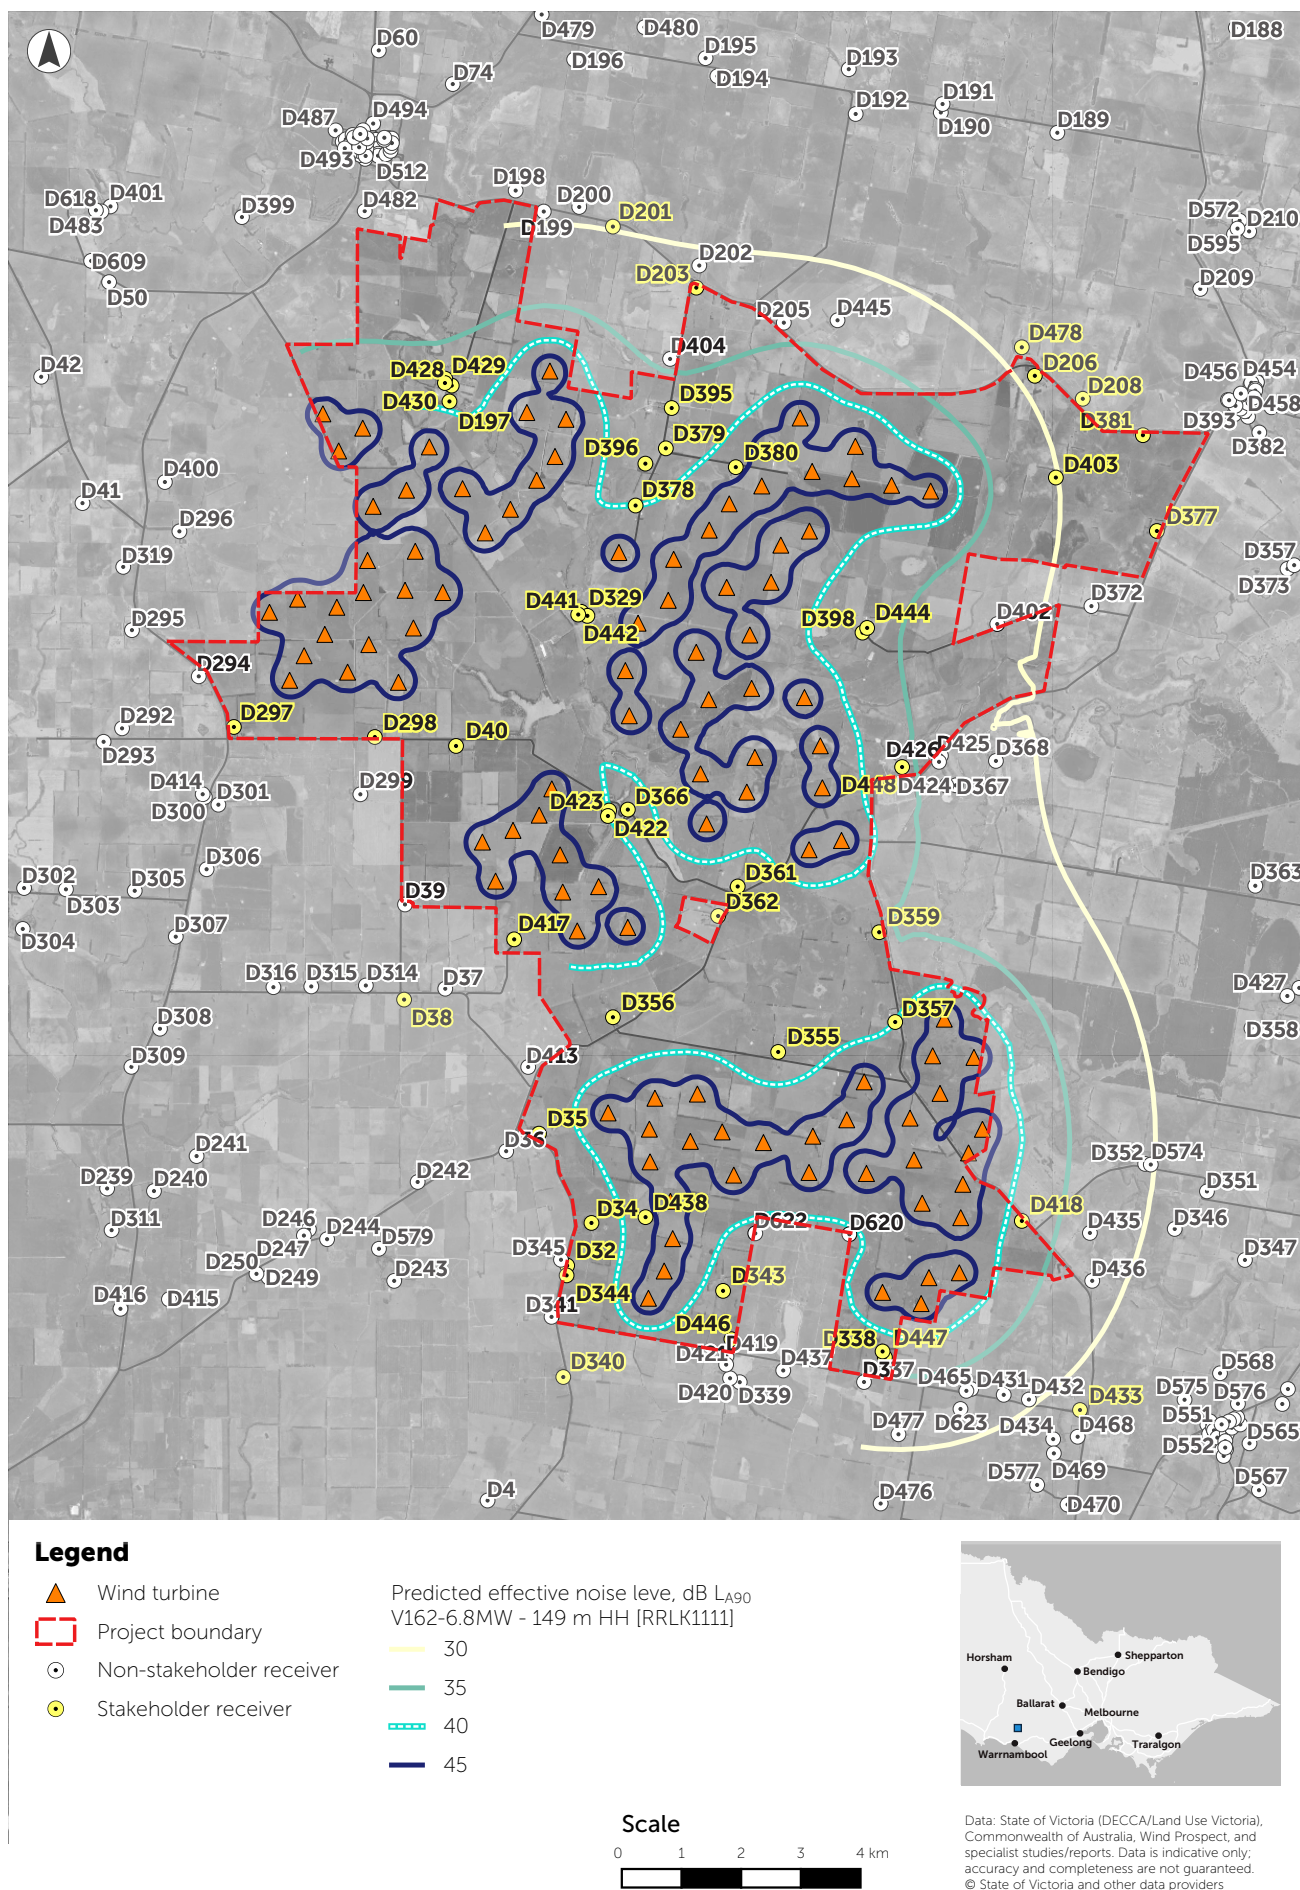 D479
D480
D188
D60
D195
D196
D193
D74
D194
D192
D191
D190
D189
D487
D494
D493
D512
D198
D618
D401
D399
D482
D200
D201
D572
D210
D483
D199
D595
D202
D609
D203
D209
D50
D205
D445
D478
D404
D42
D428
D429
D206
D456
D454
D208
D430
D395
D458
D197
D393
D381
D382
D396
D379
D380
D400
D403
D41
D378
D296
D377
D319
D357
D373
D441
D329
D372
D295
D442
D398
D444
D402
D294
D297
D292
D298
D40
D293
D426
D425
D368
D414
D301
D299
D448
D424
D367
D300
D423
D366
D422
D306
D302
D361
D363
D305
D39
D303
D362
D307
D417
D359
D304
D316
D315
D314
D37
D427
D38
D356
D357
D308
D358
D355
D309
D413
D35
D241
D36
D352
D574
D242
D239
D240
D351
D34
D438
D418
D311
D246
D244
D622
D620
D435
D346
D247
D579
D345
D32
D347
D250
D249
D243
D343
D436
D416
D415
D344
D341
D446
D338
D447
D419
D421
D340
D437
D337
D568
D465
D431
D432
D575
D576
D420
D339
D433
D551
D623
D477
D434
D468
D552
D565
D577
D469
D567
D4
D476
D470
Legend
Wind turbine
Project boundary
Non-stakeholder receiver
Stakeholder receiver
Predicted effective noise leve, dB LA90
V162-6.8MW - 149 m HH [RRLK1111]
30
35
40
45
Horsham
Shepparton
Bendigo
Ballarat
Melbourne
Geelong
Traralgon
Warrnambool
Scale
0 1 2 3 4 km
Data: State of Victoria (DECCA/Land Use Victoria),
Commonwealth of Australia, Wind Prospect, and
specialist studies/reports. Data is indicative only;
accuracy and completeness are not guaranteed.
© State of Victoria and other data providers